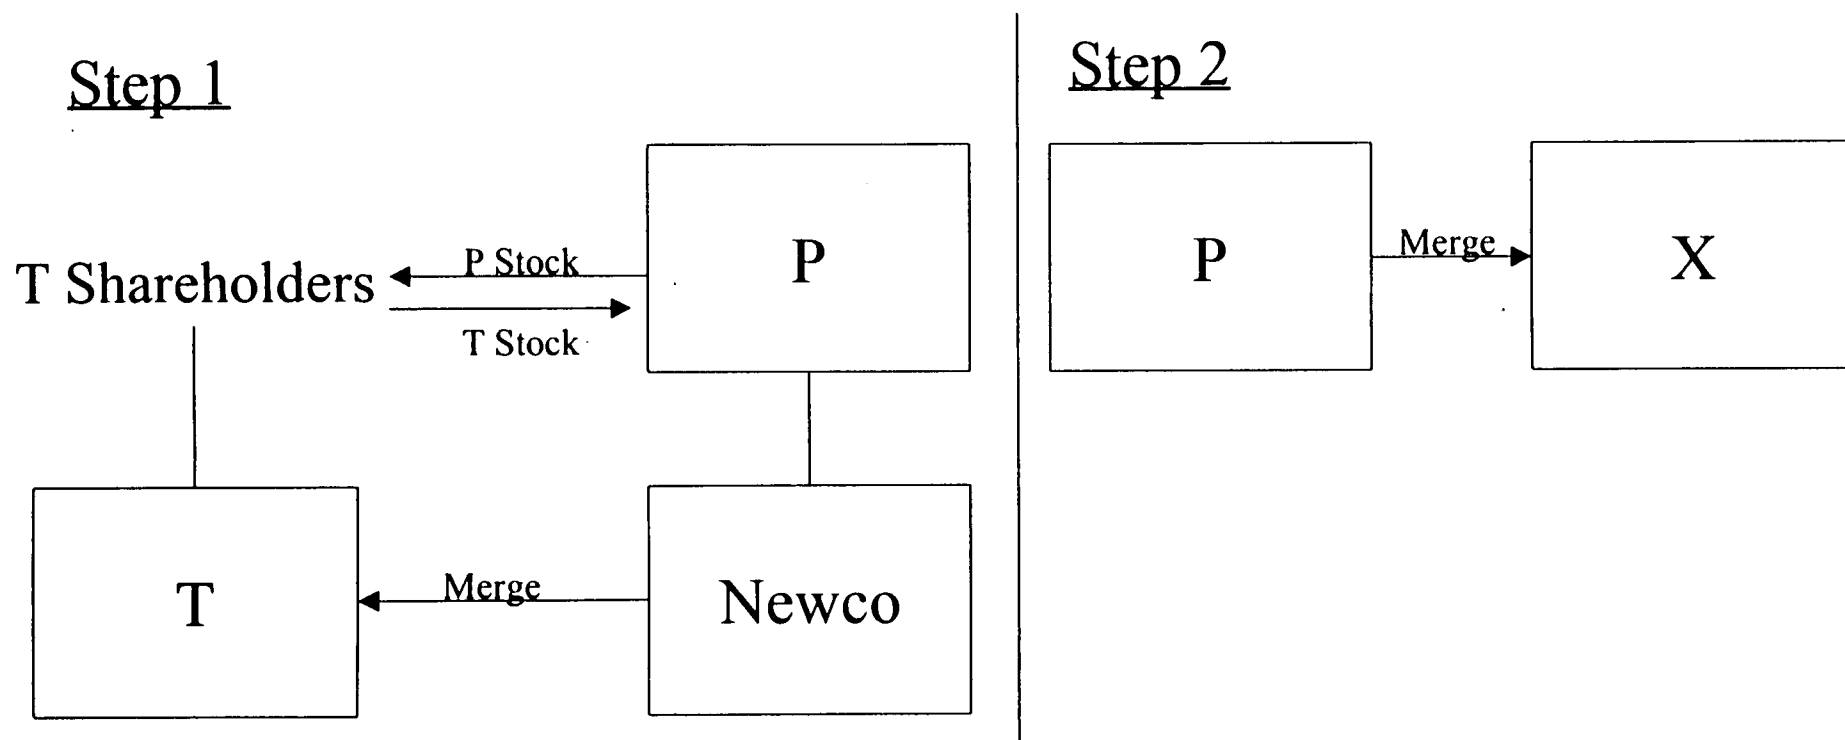 Step 1
P
P Stock
T Shareholders
T Stock
T
Merge
Newco
Step 2
P
Merge
X